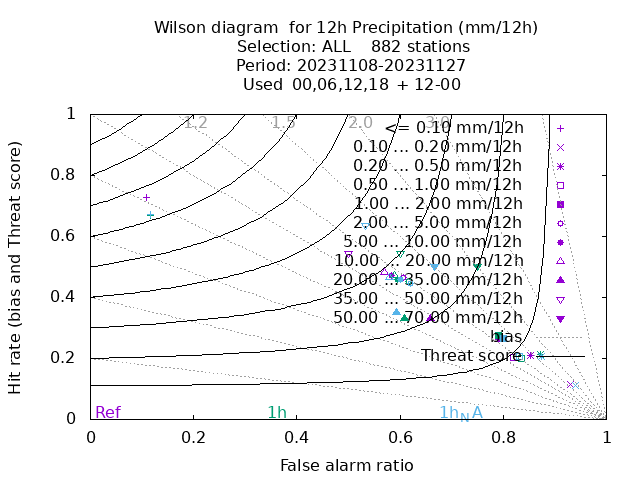 Wilson diagram  for 12h Precipitation (mm/12h)
Selection: ALL    882 stations
Period: 20231108-20231127
Used  00,06,12,18  + 12-00
Hit rate (bias and Threat score)
1
0.8
0.6
0.4
0.2
0
1.2
1.5
2.0
3.0
<= 0.10 mm/12h
0.10 ... 0.20 mm/12h
0.20 ... 0.50 mm/12h
0.50 ... 1.00 mm/12h
1.00 ... 2.00 mm/12h
2.00 ... 5.00 mm/12h
5.00 ... 10.00 mm/12h
10.00 ... 20.00 mm/12h
20.00 ... 35.00 mm/12h
35.00 ... 50.00 mm/12h
50.00 ... 70.00 mm/12h
bias
Threat score
Ref 1h 1hNA
0 0.2 0.4 0.6 0.8 1
False alarm ratio